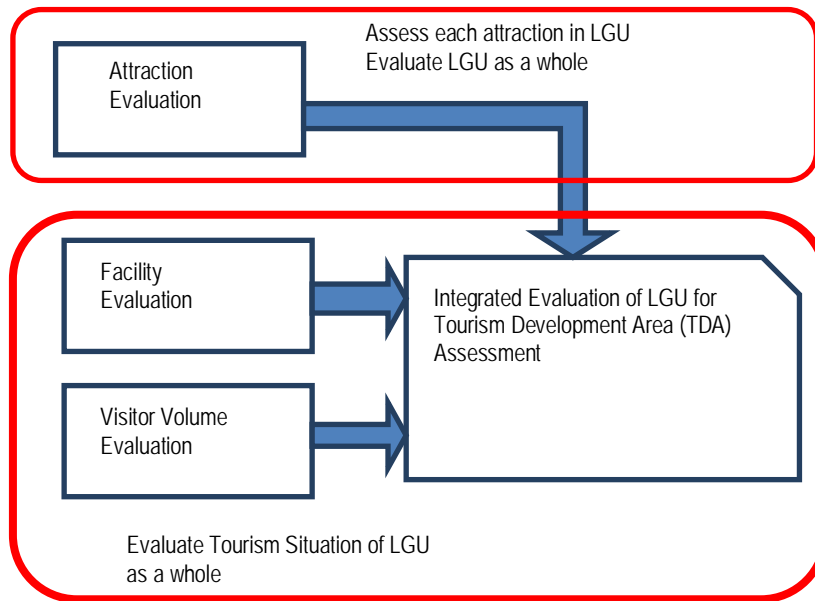 Assess each attraction in LGU
Evaluate LGU as a whole
Attraction
Evaluation
Facility
Evaluation
Integrated Evaluation of LGU for
Tourism Development Area (TDA)
Assessment
Visitor Volume
Evaluation
Evaluate Tourism Situation of LGU
as a whole